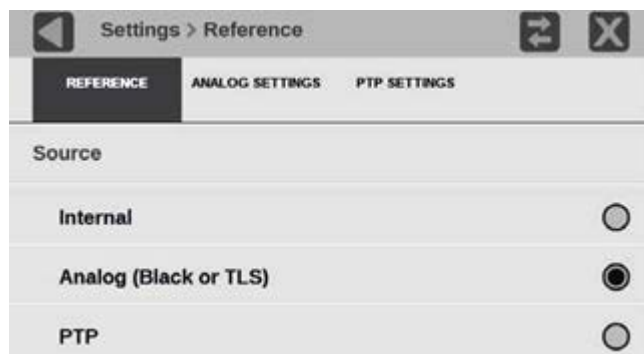 Settings > Reference
REFERENCE ANALOG SETTINGS PTP SETTINGS
Source
Internal
Analog (Black or TLS)
PTP